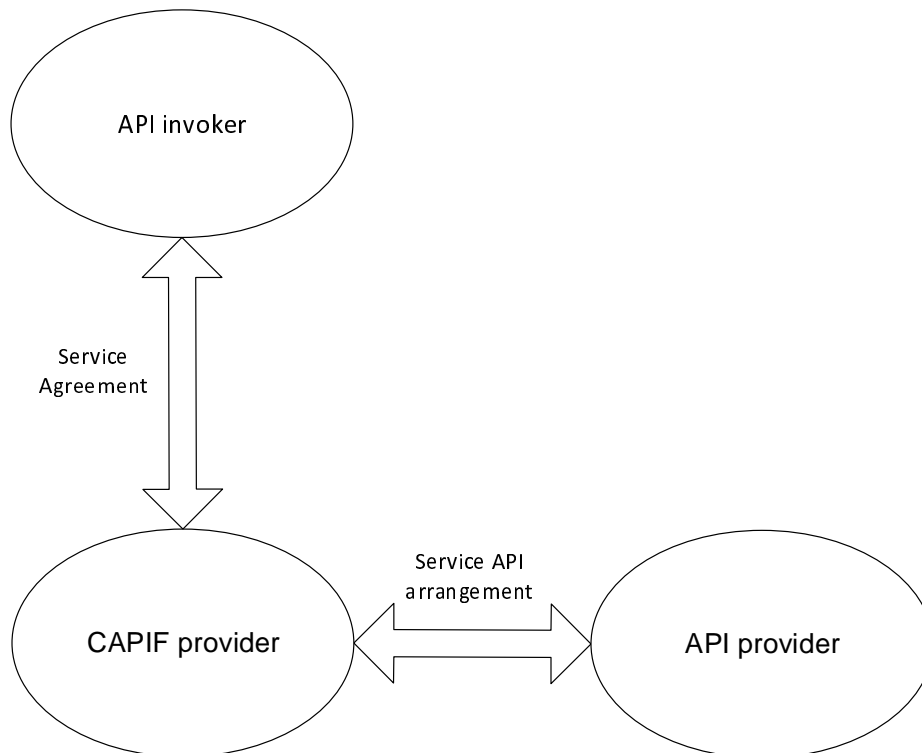 API invoker
Service
Agreement
Service API
arrangement
CAPIF provider
API provider